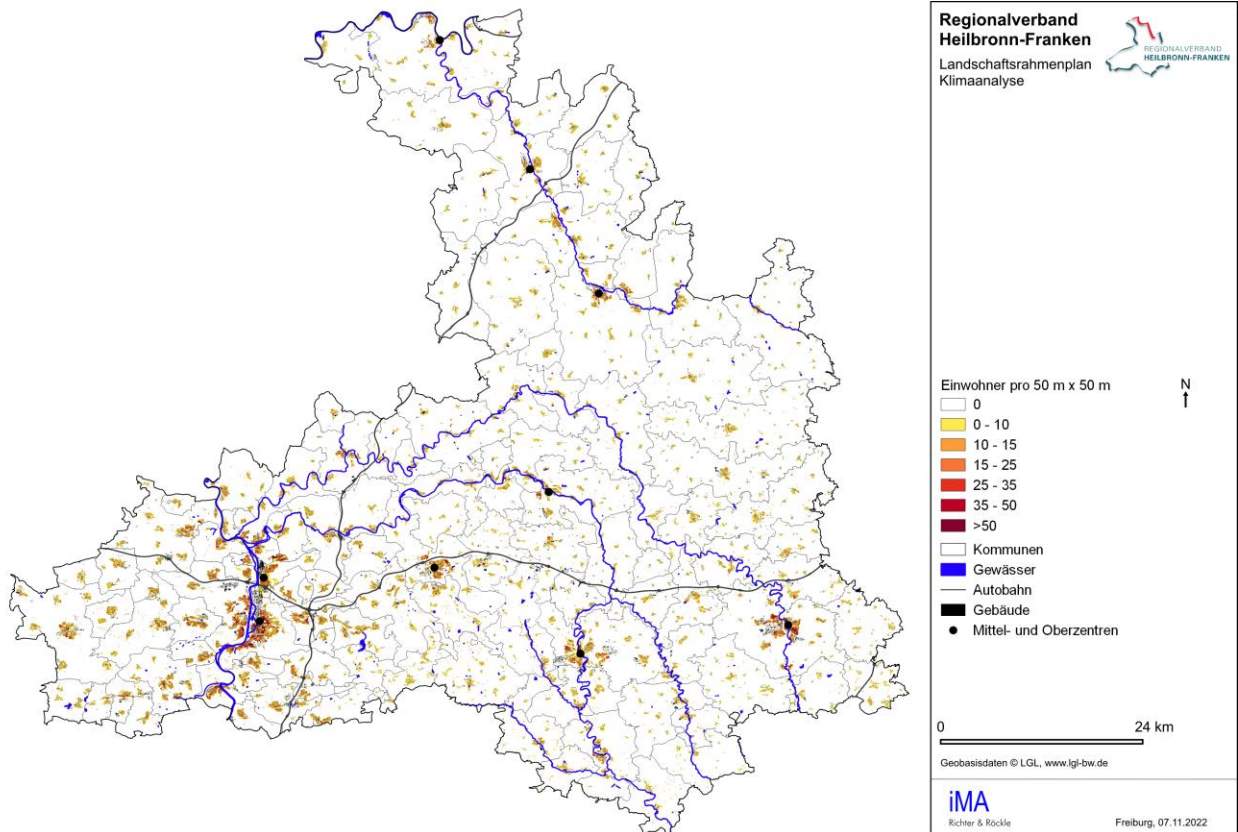 Regionalverband
Heilbronn-Franken
Landschaftsrahmenplan
Klimaanalyse
REGIONALVERBAND
HEILBRONN-FRANKEN
Einwohner pro 50 m x 50 m
N
0
0 - 10
10 - 15
15 - 25
25 - 35
35 - 50
>50
Kommunen
Gewässer
Autobahn
Gebäude
Mittel- und Oberzentren
0 24 km
Geobasisdaten © LGL, www.lgl-bw.de
iMA
Richter & Röckle
Freiburg, 07.11.2022